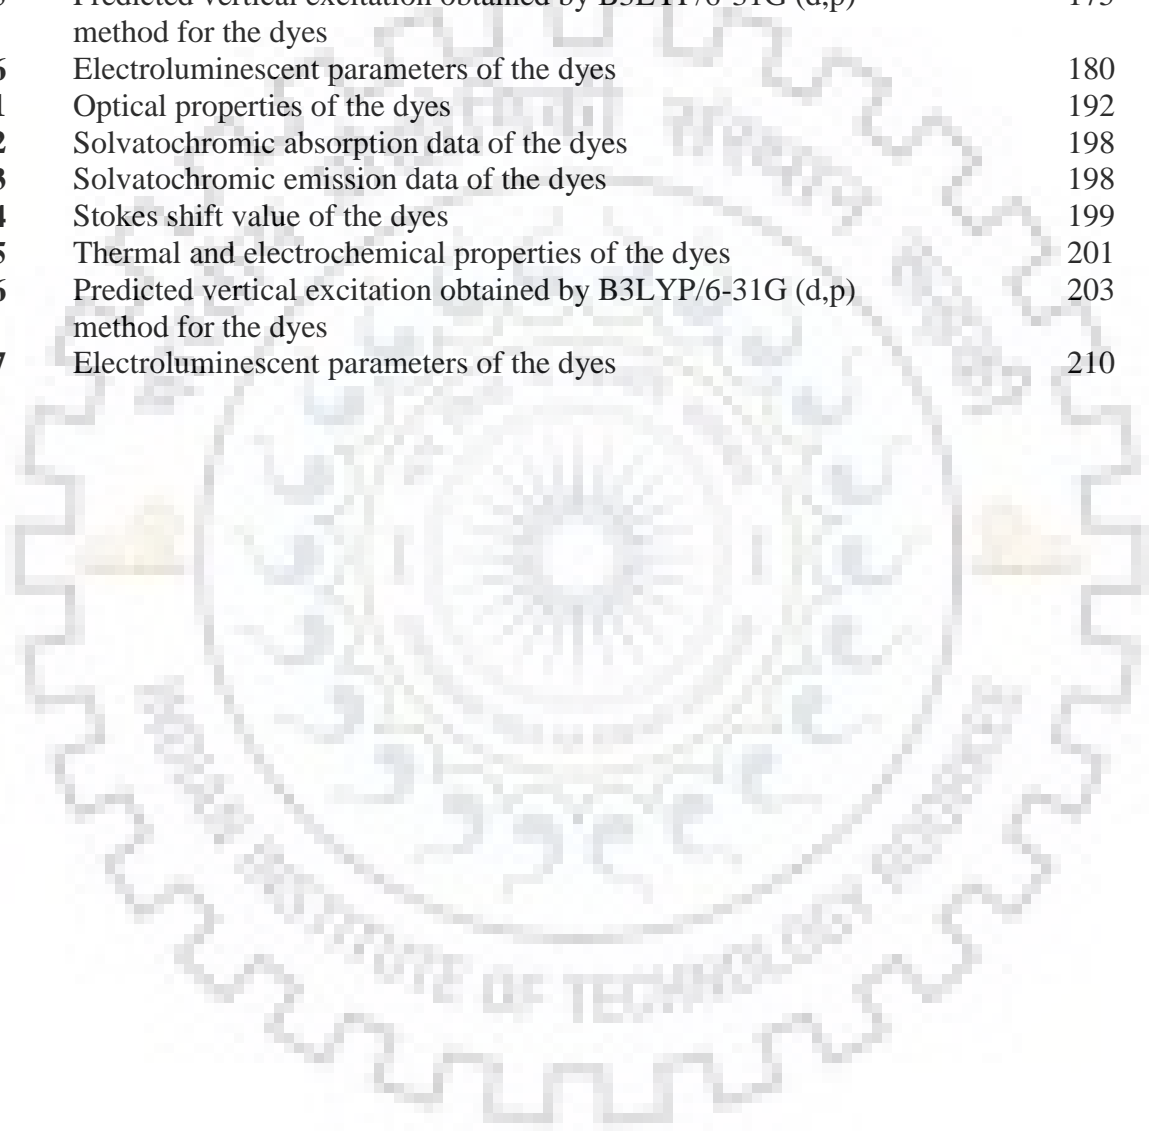 Predicted vertical excitation obtained by B3LYP/6-31G (d,p) 175
method for the dyes
6 Electroluminescent parameters of the dyes 180
1 Optical properties of the dyes 192
2 Solvatochromic absorption data of the dyes 198
3 Solvatochromic emission data of the dyes 198
4 Stokes shift value of the dyes 199
5 Thermal and electrochemical properties of the dyes 201
6 Predicted vertical excitation obtained by B3LYP/6-31G (d,p) 203
method for the dyes
7 Electroluminescent parameters of the dyes 210
INSTITUTE OF TECHNOLOGY